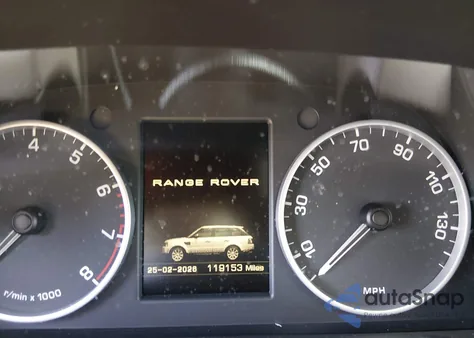 4 5 6 7 8
r/min x 1000
RANGE ROVER
25-02-2026 119153 Miles
10 30 50 70 90 110 130
MPH
autoSnap